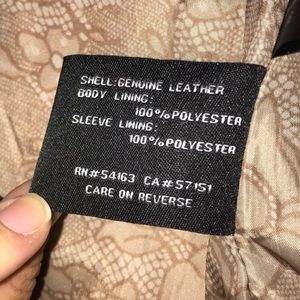 SHELL:GENUINE LEATHER
BODY LINING:
100%POLYESTER
SLEEVE LINING:
100%POLYESTER
RN#54163 CA#57151
CARE ON REVERSE